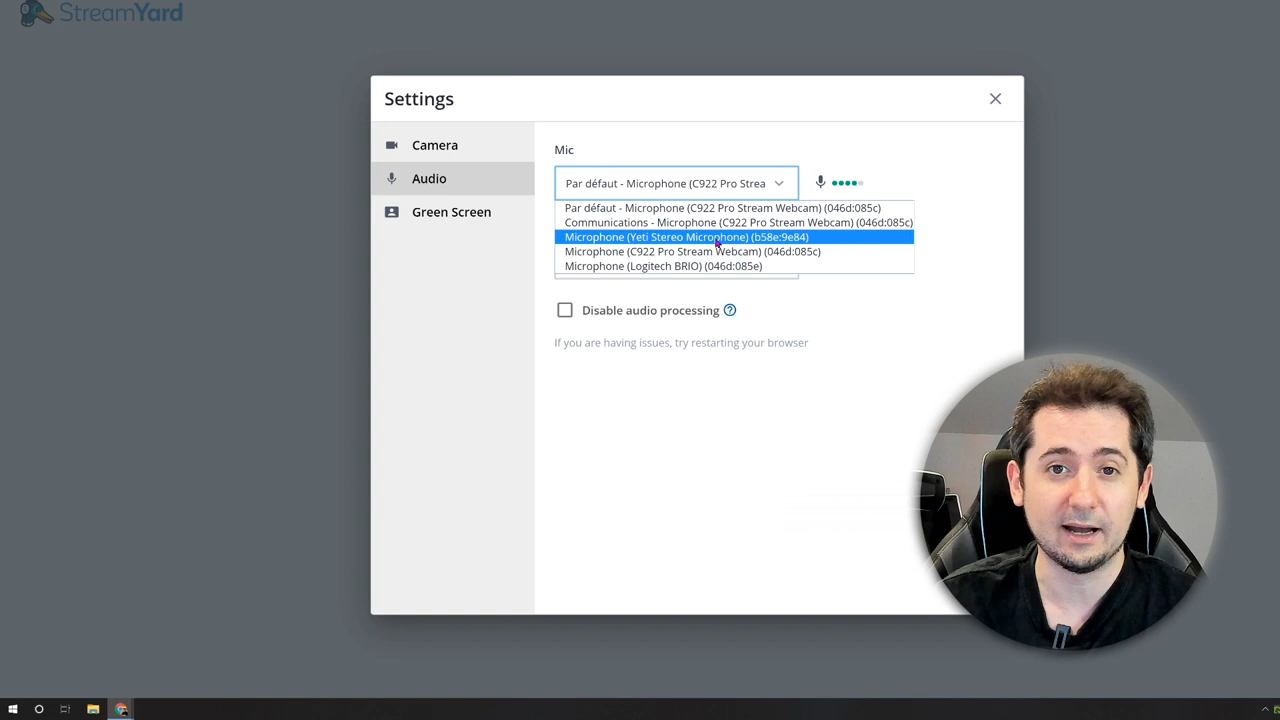 StreamYard
Settings
Camera
Audio
Green Screen
Mic
Par défaut - Microphone (C922 Pro Strea
Par défaut - Microphone (C922 Pro Stream Webcam) (046d:085c)
Communications - Microphone (C922 Pro Stream Webcam) (046d:085c)
Microphone (Yeti Stereo Microphone) (b58e:9e84)
Microphone (C922 Pro Stream Webcam) (046d:085c)
Microphone (Logitech BRIO) (046d:085e)
Disable audio processing
If you are having issues, try restarting your browser